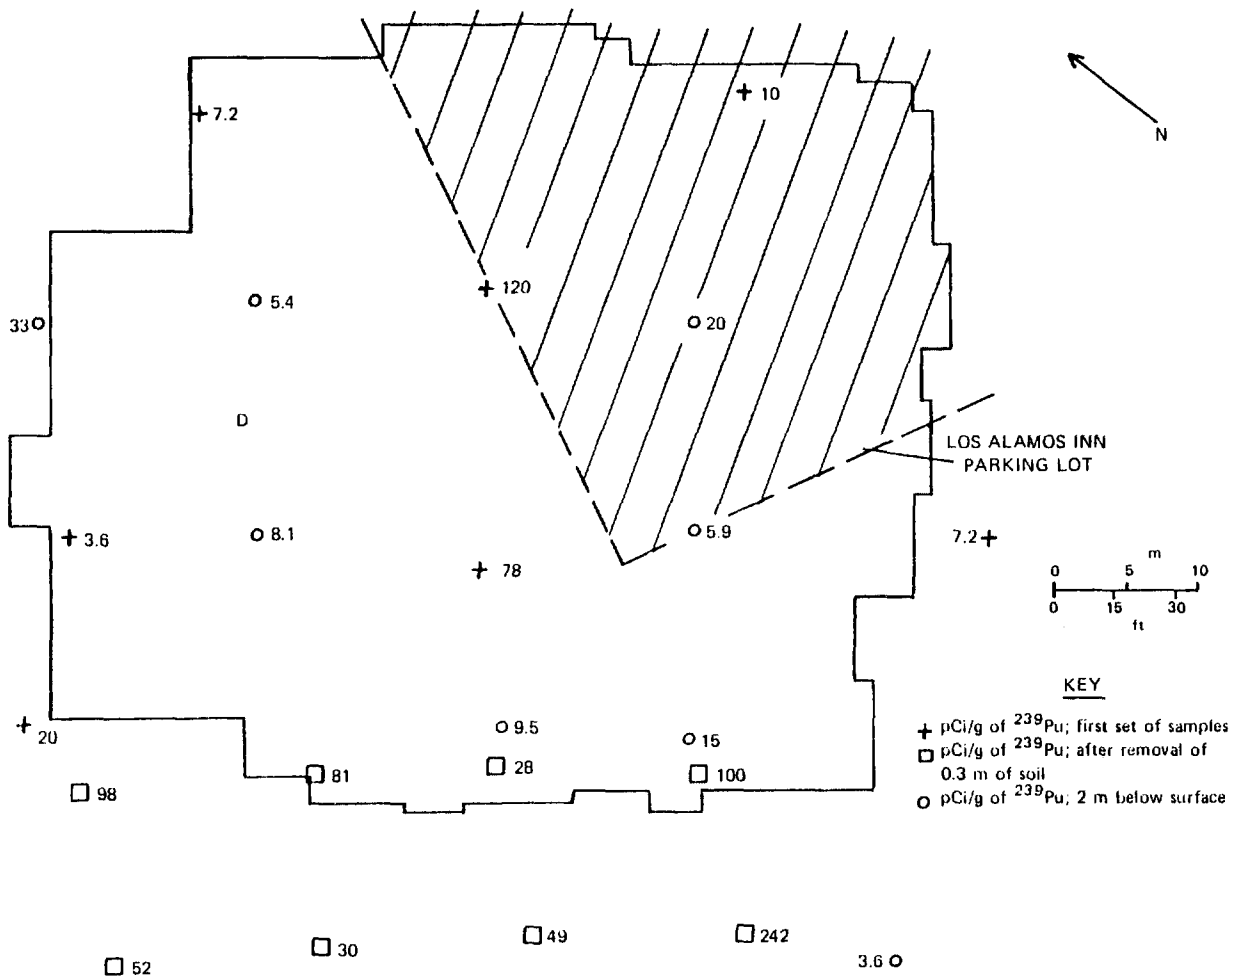 10
7.2
N
5.4
120
33
20
D
LOS ALAMOS INN
PARKING LOT
3.6
8.1
5.9
7.2
78
m
0 5 10
0 15 30
ft
KEY
pCi/g of ²³⁹Pu; first set of samples
pCi/g of ²³⁹Pu; after removal of
0.3 m of soil
pCi/g of ²³⁹Pu; 2 m below surface
20
9.5
15
98
81
28
100
52
30
49
242
3.6